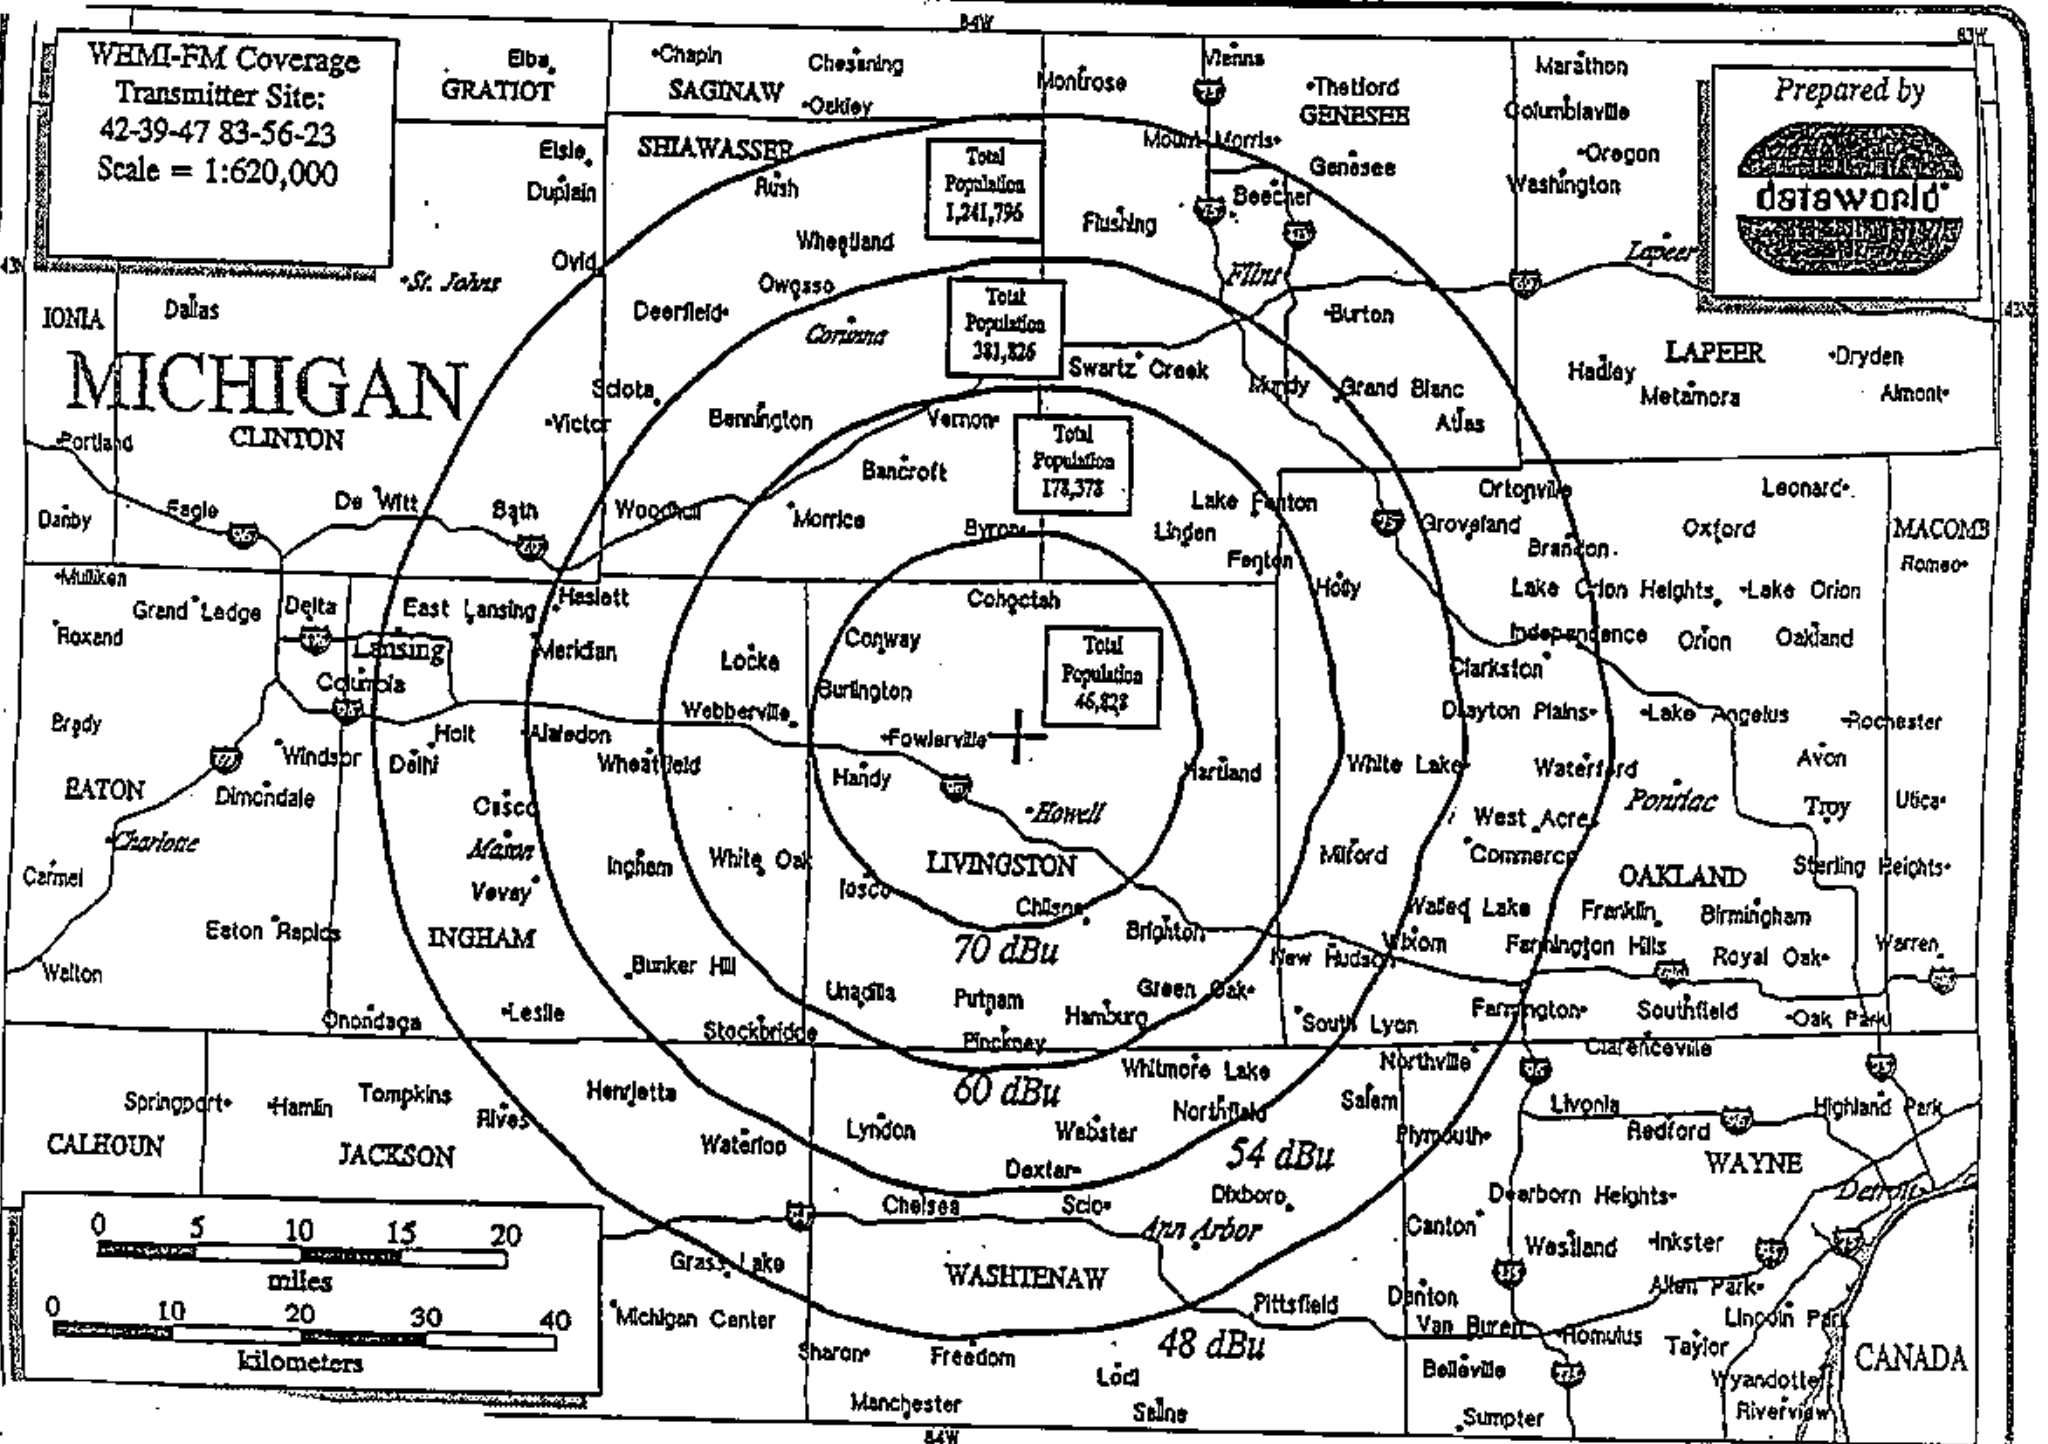 84W
83W
WHMI-FM Coverage
Transmitter Site:
42-39-47 83-56-23
Scale = 1:620,000
Prepared by
dataworld
Elba
GRATIOT
Chapin
SAGINAW
Chesaning
Oakley
Montrose
Vienna
Thetford
GENESEE
Marathon
Columbiaville
Oregon
Washington
Elsie
Duplain
SHIAWASSEE
Rush
Total
Population
1,241,796
Mount Morris
Genesee
Beecher
Flushing
Wheatland
Ovid
St. Johns
Owosso
Flint
Lapeer
IONIA
Dallas
Deerfield
Corunna
Total
Population
381,826
Burton
LAPEER
Dryden
Hadley
Metamora
Almont
MICHIGAN
CLINTON
Sciota
Victor
Bennington
Vernon
Swartz Creek
Mundy
Grand Blanc
Atlas
Portland
Bancroft
Total
Population
178,378
Danby
Eagle
De Witt
Bath
Woodhull
Morrice
Byron
Lake Fenton
Linden
Fenton
Ortonville
Groveland
Brandon
Leonard
Oxford
MACOMB
Romeo
Mulliken
Grand Ledge
Delta
East Lansing
Haslett
Cohoctah
Holly
Lake Orion Heights
Lake Orion
Roxand
Lansing
Meridian
Locke
Conway
Independence
Orion
Oakland
Columbia
Burlington
Total
Population
46,828
Clarkston
Brady
Windsor
Holt
Delhi
Alaiedon
Webberville
Fowlerville
Drayton Plains
Lake Angelus
Rochester
Wheatfield
Handy
Hartland
White Lake
Waterford
Avon
EATON
Dimondale
Howell
Pontiac
Troy
Utica
Charlotte
Mason
Vevay
Ingham
White Oak
LIVINGSTON
Milford
West Acres
Commerce
OAKLAND
Sterling Heights
Carmel
Iosco
Chilson
Walled Lake
Franklin
Birmingham
Eaton Rapids
INGHAM
70 dBu
Brighton
New Hudson
Wixom
Farmington Hills
Royal Oak
Warren
Walton
Bunker Hill
Unadilla
Putnam
Green Oak
Hamburg
Onondaga
Leslie
Stockbridge
Pinckney
South Lyon
Farmington
Southfield
Oak Park
60 dBu
Whitmore Lake
Northville
Clarenceville
Springport
Hamlin
Tompkins
Rives
Henrietta
Northfield
Salem
Livonia
Highland Park
CALHOUN
JACKSON
Waterloo
Lyndon
Webster
54 dBu
Plymouth
Redford
WAYNE
Dexter
Chelsea
Scio
Dixboro
Dearborn Heights
Detroit
Ann Arbor
Canton
Westland
Inkster
0 5 10 15 20
miles
0 10 20 30 40
kilometers
Grass Lake
WASHTENAW
Allen Park
Michigan Center
Pittsfield
Denton
Van Buren
Romulus
Lincoln Park
Sharon
Freedom
48 dBu
Taylor
CANADA
Lodi
Belleville
Wyandotte
Manchester
Saline
Sumpter
Riverview
84W